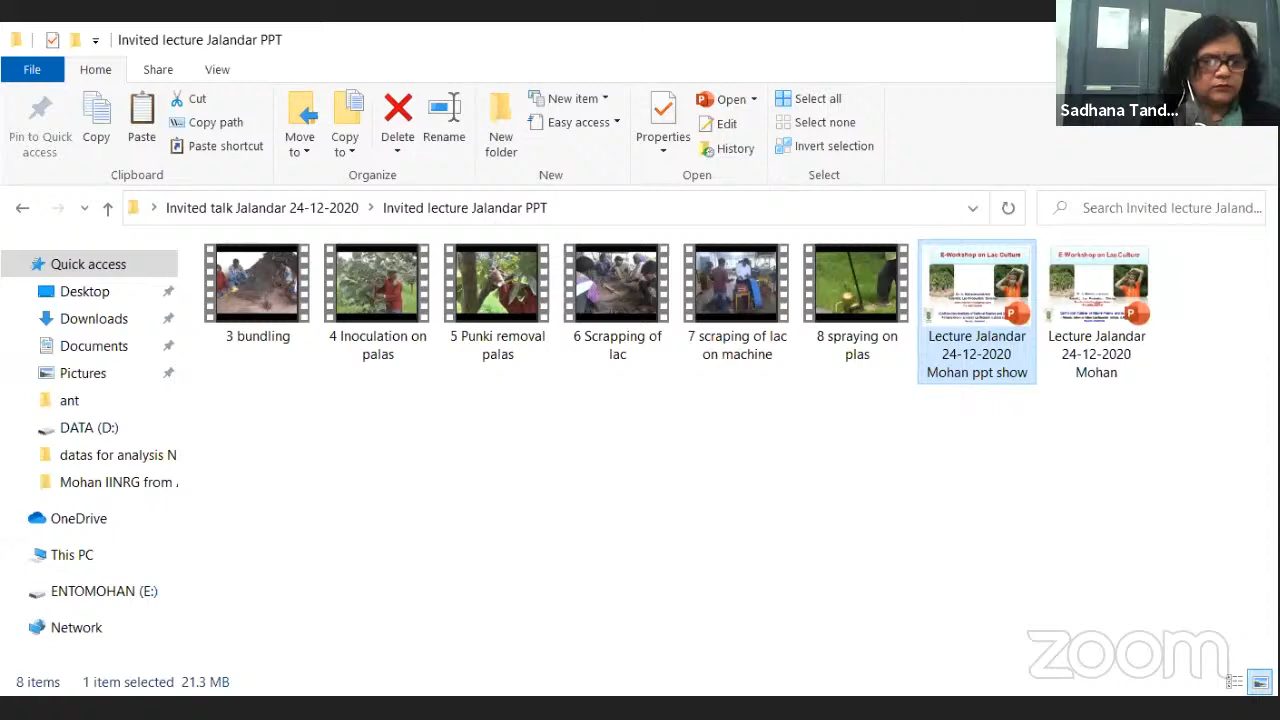 Invited lecture Jalandar PPT
Sadhana Tand...
File Home Share View
Pin to Quick access
Copy
Paste
Cut
Copy path
Paste shortcut
Move to
Copy to
Delete
Rename
New folder
New item
Easy access
Properties
Open
Edit
History
Select all
Select none
Invert selection
Clipboard Organize New Open Select
Invited talk Jalandar 24-12-2020 Invited lecture Jalandar PPT
Search Invited lecture Jaland...
Quick access
Desktop
Downloads
Documents
Pictures
ant
DATA (D:)
datas for analysis N
Mohan IINRG from
OneDrive
This PC
ENTOMOHAN (E:)
Network
3 bundling
4 Inoculation on
palas
5 Punki removal
palas
6 Scrapping of
lac
7 scraping of lac
on machine
8 spraying on
plas
E-Workshop on Lac Culture
Lecture Jalandar
24-12-2020
Mohan ppt show
E-Workshop on Lac Culture
Lecture Jalandar
24-12-2020
Mohan
8 items 1 item selected 21.3 MB
zoom